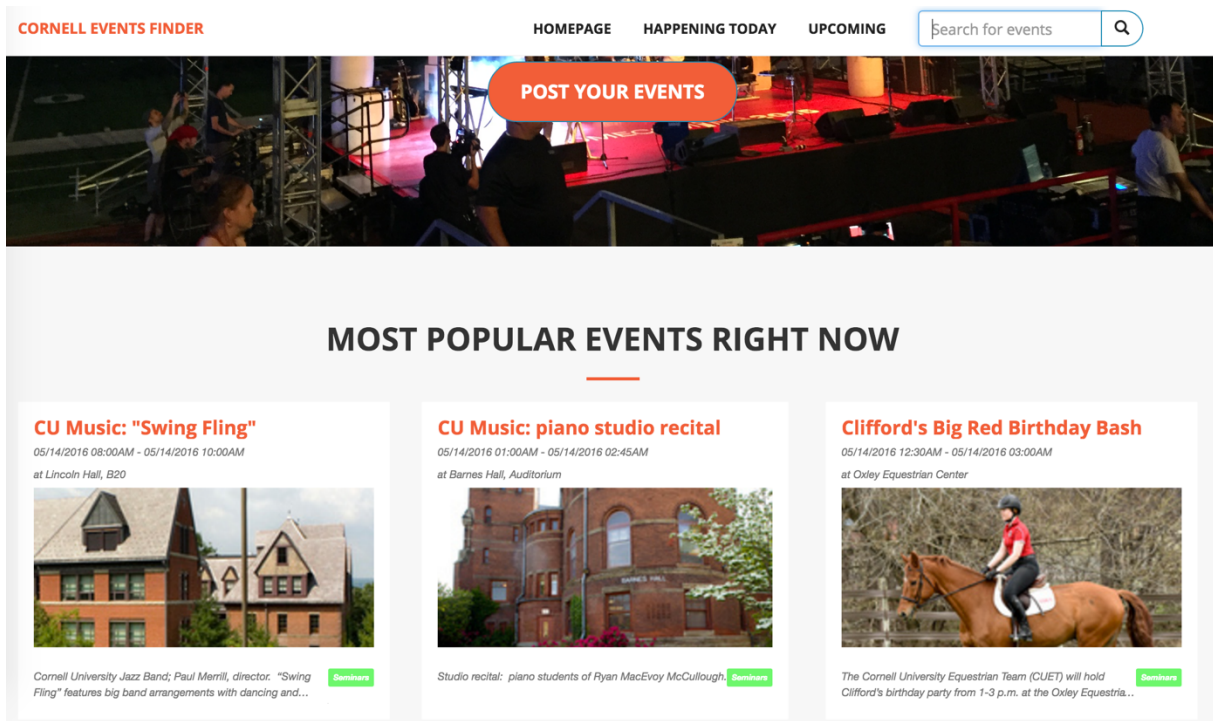 CORNELL EVENTS FINDER
HOMEPAGE
HAPPENING TODAY
UPCOMING
Search for events
POST YOUR EVENTS
MOST POPULAR EVENTS RIGHT NOW
CU Music: "Swing Fling"
05/14/2016 08:00AM - 05/14/2016 10:00AM
at Lincoln Hall, B20
Cornell University Jazz Band; Paul Merrill, director. “Swing
Fling” features big band arrangements with dancing and…
Seminars
CU Music: piano studio recital
05/14/2016 01:00AM - 05/14/2016 02:45AM
at Barnes Hall, Auditorium
BARNES HALL
Studio recital: piano students of Ryan MacEvoy McCullough.
Seminars
Clifford's Big Red Birthday Bash
05/14/2016 12:30AM - 05/14/2016 03:00AM
at Oxley Equestrian Center
The Cornell University Equestrian Team (CUET) will hold
Clifford’s birthday party from 1-3 p.m. at the Oxley Equestria…
Seminars